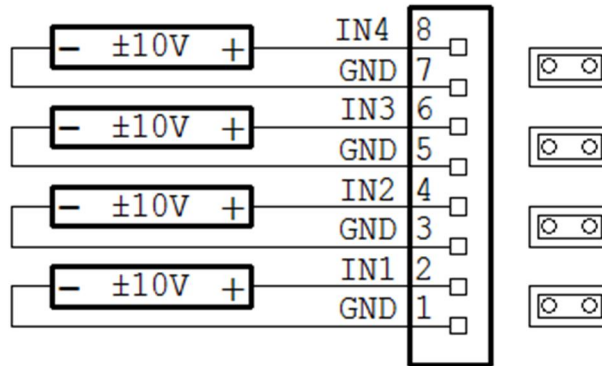 IN4 8
− ±10V +
GND 7
IN3 6
− ±10V +
GND 5
IN2 4
− ±10V +
GND 3
IN1 2
− ±10V +
GND 1